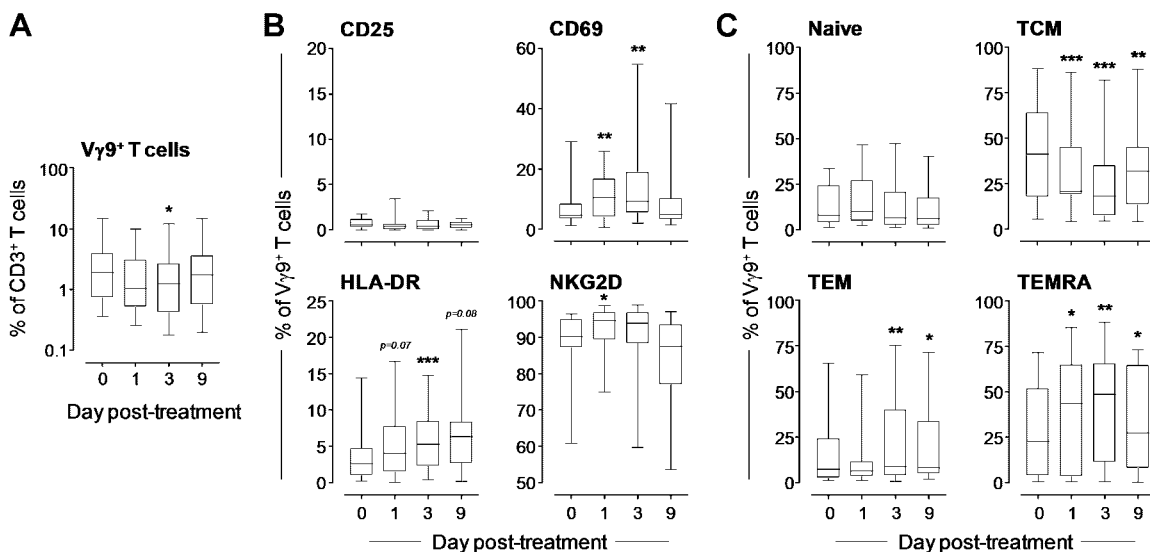 A
Vγ9⁺ T cells
% of CD3⁺ T cells
100
10
1
0.1
*
0 1 3 9
Day post-treatment
B
% of Vγ9⁺ T cells
CD25
20
15
10
5
0
CD69
60
40
20
0
**
**
HLA-DR
25
20
15
10
5
0
p=0.07
***
p=0.08
0 1 3 9
NKG2D
100
90
80
70
60
50
*
0 1 3 9
Day post-treatment
C
% of Vγ9⁺ T cells
Naive
100
75
50
25
0
TCM
100
75
50
25
0
***
***
**
TEM
100
75
50
25
0
**
*
0 1 3 9
TEMRA
100
75
50
25
0
*
**
*
0 1 3 9
Day post-treatment